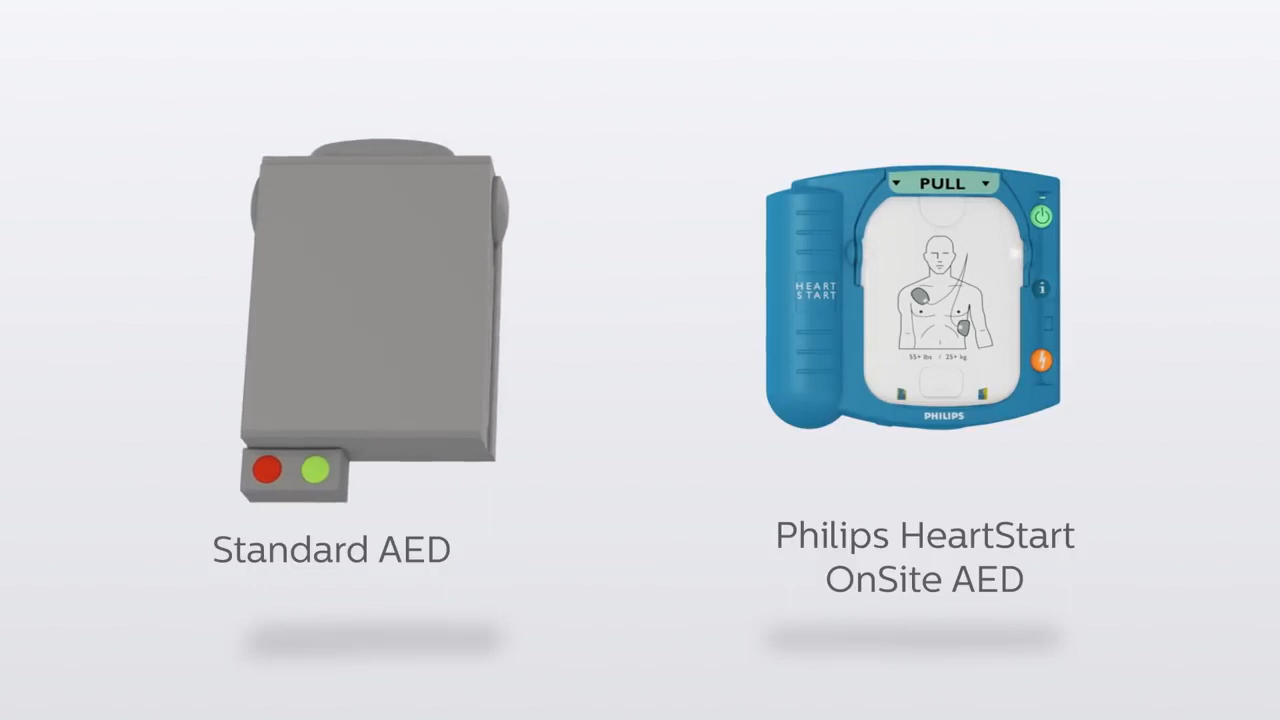 PULL
HEART
START
55+ lbs / 25+ kg
PHILIPS
Standard AED
Philips HeartStart
OnSite AED